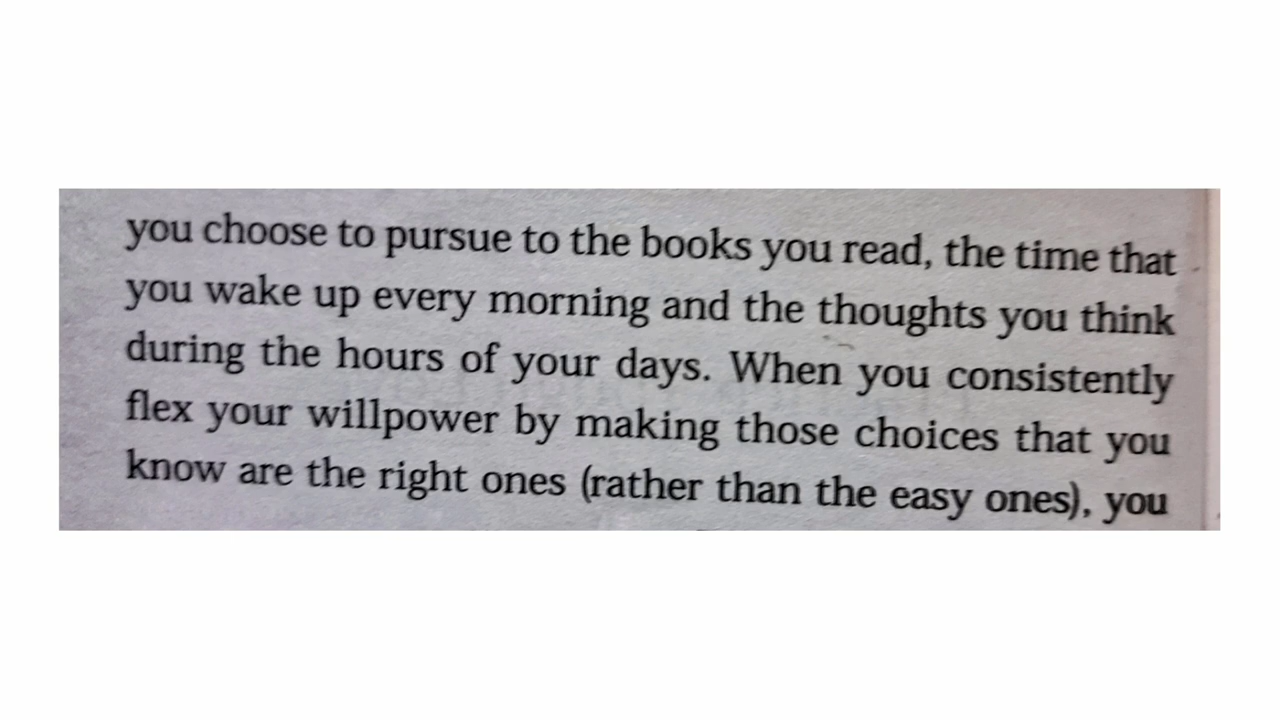 you choose to pursue to the books you read, the time that
you wake up every morning and the thoughts you think
during the hours of your days. When you consistently
flex your willpower by making those choices that you
know are the right ones (rather than the easy ones), you